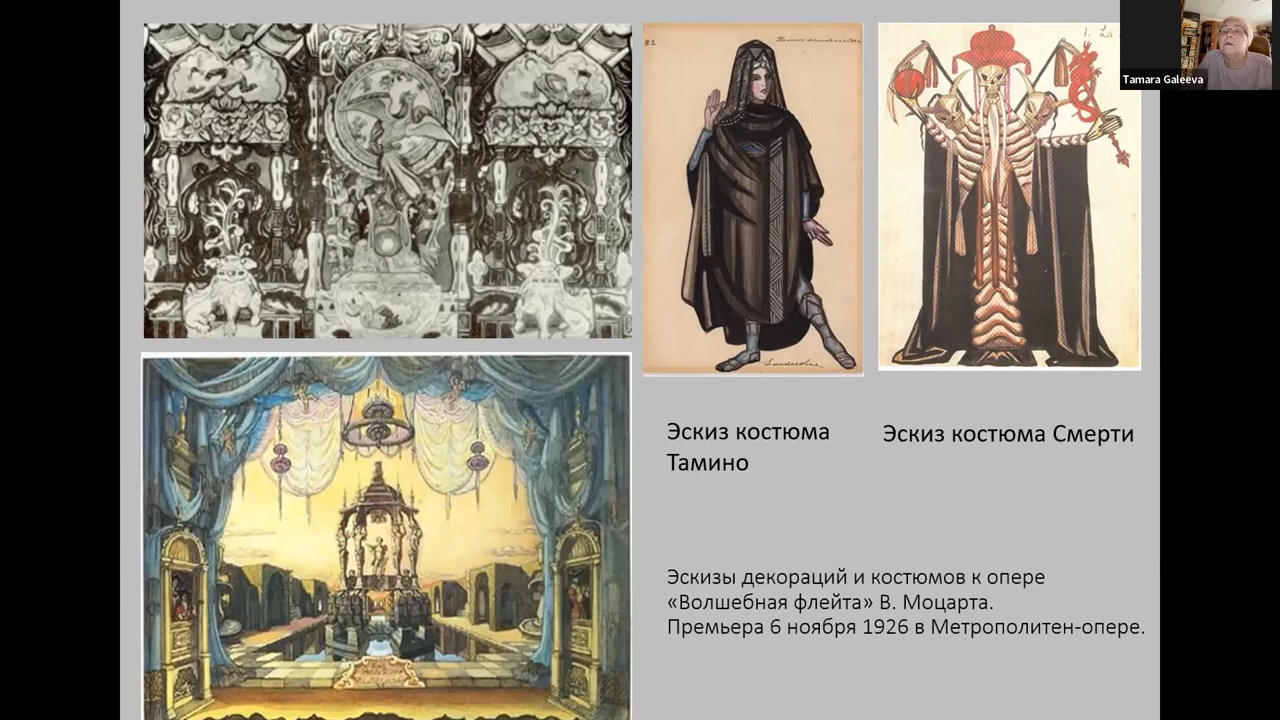 Tamara Galeeva
Эскиз костюма
Тамино
Эскиз костюма Смерти
Эскизы декораций и костюмов к опере
«Волшебная флейта» В. Моцарта.
Премьера 6 ноября 1926 в Метрополитен-опере.